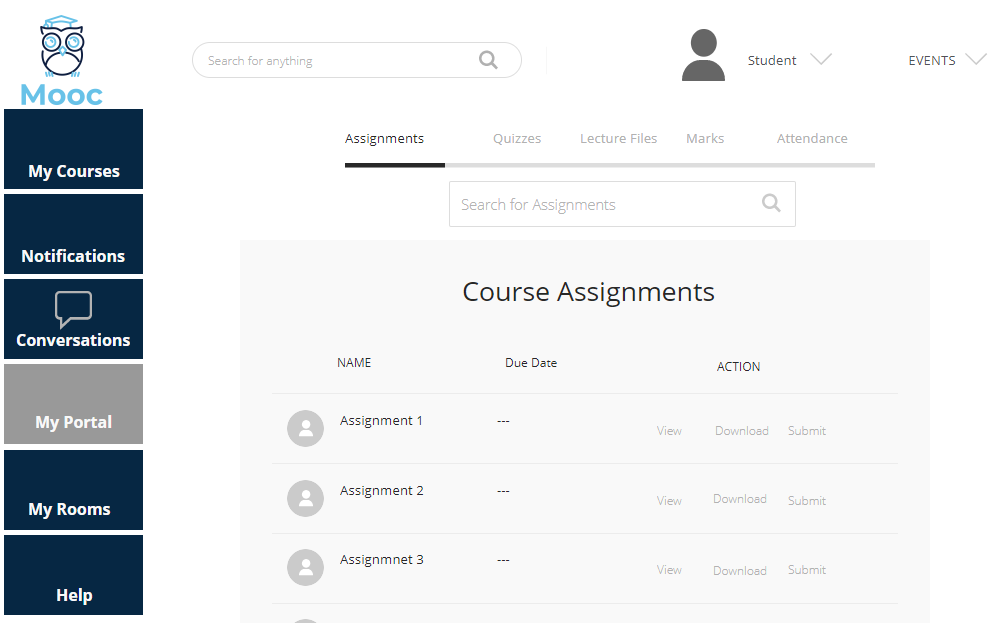 Mooc
Search for anything
Student
EVENTS
My Courses
Notifications
Conversations
My Portal
My Rooms
Help
Assignments Quizzes Lecture Files Marks Attendance
Search for Assignments
Course Assignments
NAME Due Date ACTION
Assignment 1 --- View Download Submit
Assignment 2 --- View Download Submit
Assignmnet 3 --- View Download Submit